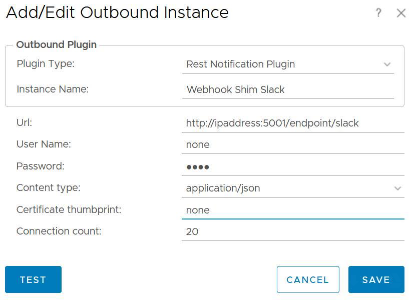 Add/Edit Outbound Instance ? ×
Outbound Plugin
Plugin Type: Rest Notification Plugin
Instance Name: Webhook Shim Slack
Url: http://ipaddress:5001/endpoint/slack
User Name: none
Password: ●●●●
Content type: application/json
Certificate thumbprint: none
Connection count: 20
TEST CANCEL SAVE